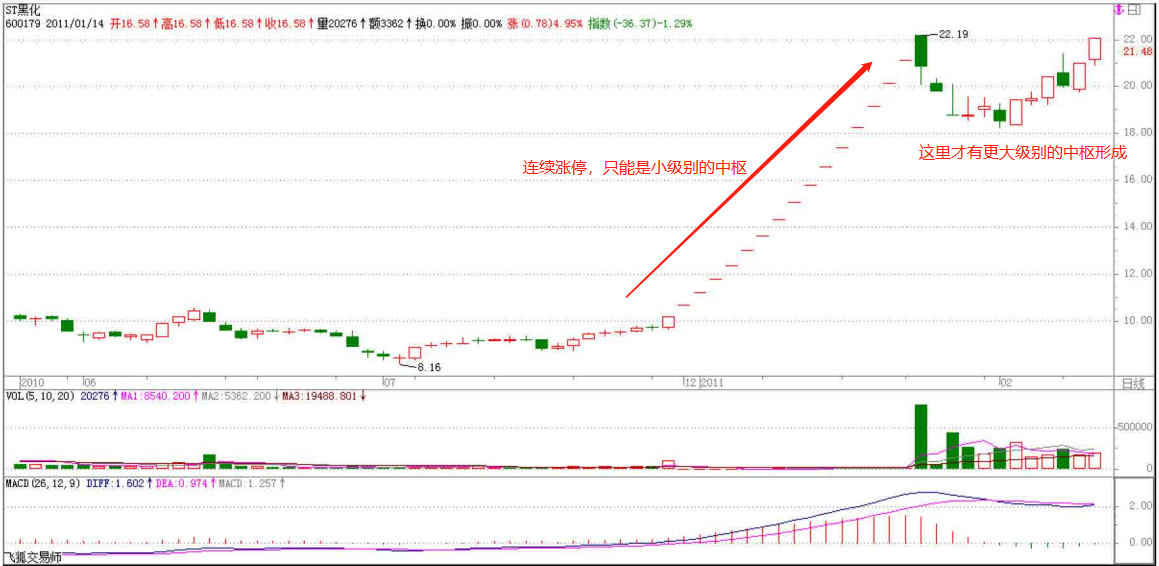 ST黑化
600179 2011/01/14 开16.58↑高16.58↑低16.58↑收16.58↑量20276↑额3362↑换0.00% 振0.00% 涨(0.78)4.95% 指数(-36.37)-1.29%
22.19
22.00
21.48
20.00
18.00
这里才有更大级别的中枢形成
连续涨停，只能是小级别的中枢
16.00
14.00
12.00
10.00
8.16
2010 06 07 12 2011 02 日线
VOL(5,10,20) 20276↑MA1:8540.200↑MA2:5362.200↓MA3:19488.801↓
500000
0
MACD(26,12,9) DIFF:1.602↑DEA:0.974↑MACD:1.257↑
2.00
0.00
飞狐交易师